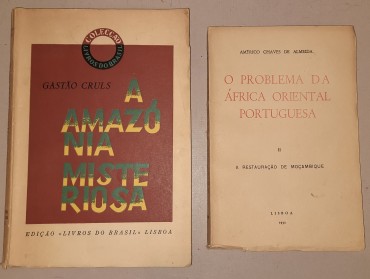 COLECÇÃO
LIVROS DO BRASIL
GASTÃO CRULS
A
AMAZÓ
NIA
MISTE
RIOSA
EDIÇÃO «LIVROS DO BRASIL» LISBOA
AMÉRICO CHAVES DE ALMEIDA
O PROBLEMA DA
ÁFRICA ORIENTAL
PORTUGUESA
II
A RESTAURAÇÃO DE MOÇAMBIQUE
LISBOA